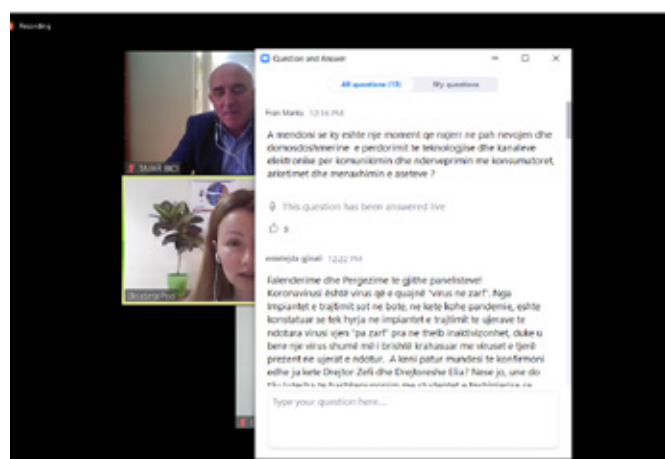 Recording
Question and Answer
All questions (13)
My questions
Fran Marku 12:16 PM
A mendoni se ky eshte nje moment qe nxjerr ne pah nevojen dhe
domosdoshmerine e perdorimit te teknologjise dhe kanaleve
elektronike per komunikimin dhe nderveprimin me konsumatoret,
arketimet dhe menaxhimin e aseteve ?
This question has been answered live
3
12:22 PM
Falenderime dhe Pergezime te gjithe panelisteve!
Koronavirusi është virus që e quajnë "virus ne zarf". Nga
Impiantet e trajtimit sot ne bote, ne kete kohe pandemie, eshte
konstatuar se tek hyrja ne impiantet e trajtimit te ujerave te
ndotura virusi vjen "pa zarf" pra ne thelb inaktivizonhet, duke u
bere nje virus shumë më i brishtë krahasuar me viruset e tjerë
prezent ne ujerat e ndotur. A keni patur mundesi te konfirmoni
edhe ju kete Drejtor Zefi dhe Drejtoreshe Elia? Nese jo, une do
Type your question here...